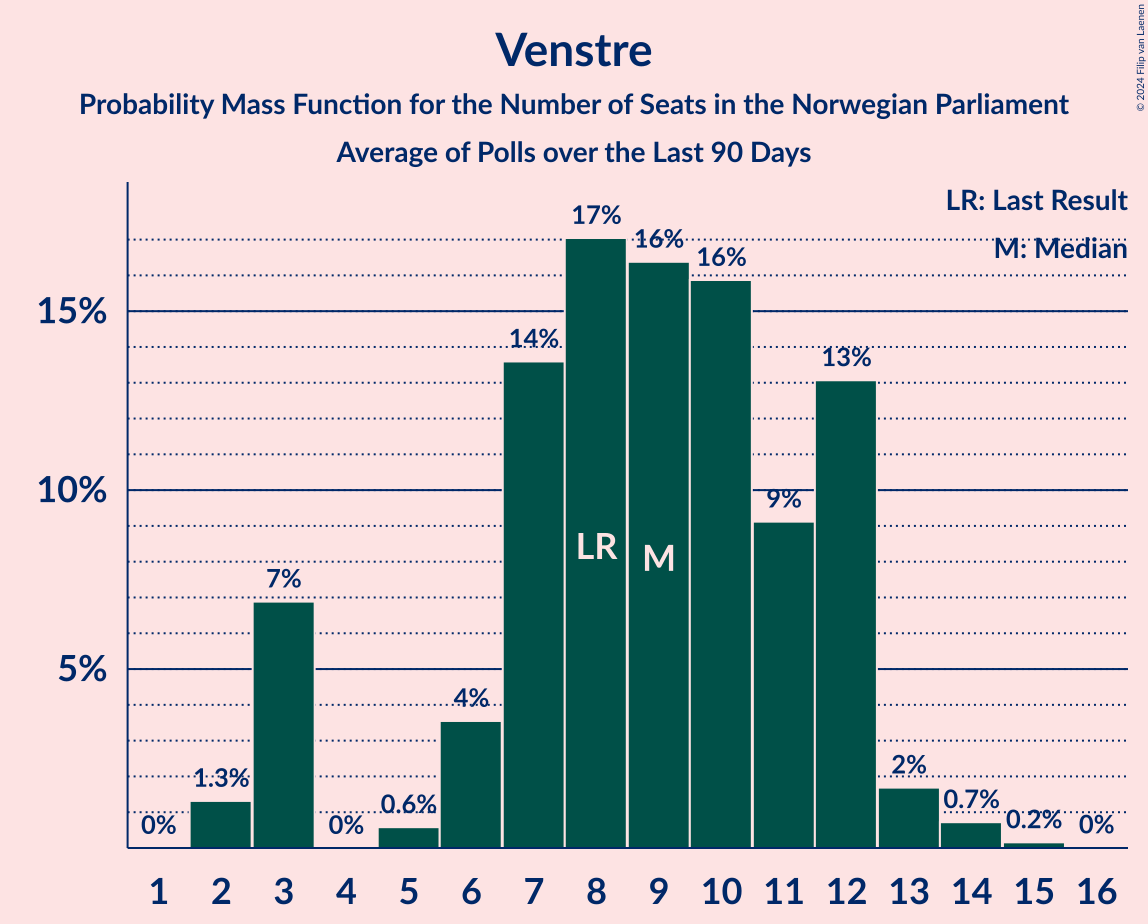 Venstre
Probability Mass Function for the Number of Seats in the Norwegian Parliament
Average of Polls over the Last 90 Days
© 2024 Filip van Laenen
LR: Last Result
M: Median
15%
10%
5%
0%
1.3%
7%
0%
0.6%
4%
14%
17%
16%
16%
9%
13%
2%
0.7%
0.2%
0%
LR
M
1 2 3 4 5 6 7 8 9 10 11 12 13 14 15 16